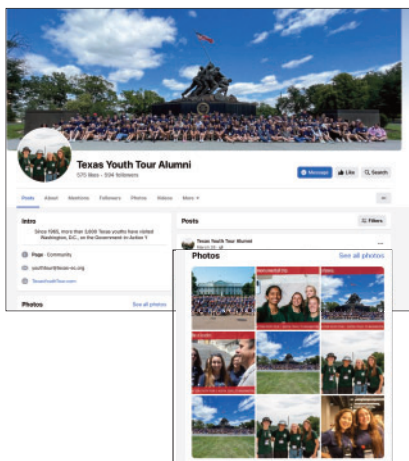 Texas Youth Tour Alumni
575 likes • 594 followers
Message
Like
Search
Posts
About
Mentions
Followers
Photos
Videos
More
Intro
Since 1965, more than 3,600 Texas youths have visited
Washington, D.C., on the Government-in-Action Y
Page · Community
youthtour@texas-ec.org
TexasYouthTour.com
Photos
See all photos
Posts
Filters
Texas Youth Tour Alumni
Photos
See all photos